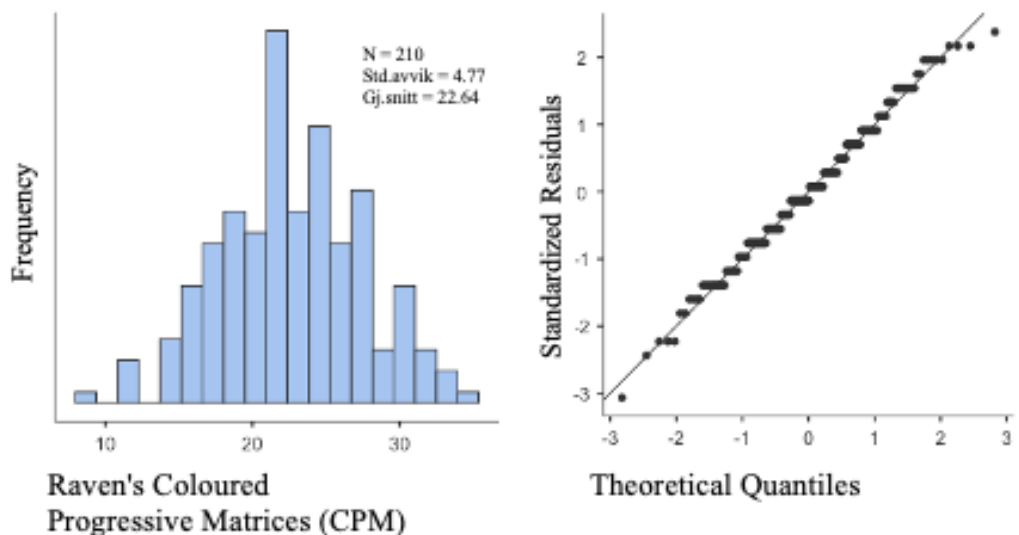 Frequency
N = 210
Std.avvik = 4.77
Gj.snitt = 22.64
10 20 30
Raven's Coloured
Progressive Matrices (CPM)
Standardized Residuals
2
1
0
-1
-2
-3
-3 -2 -1 0 1 2 3
Theoretical Quantiles